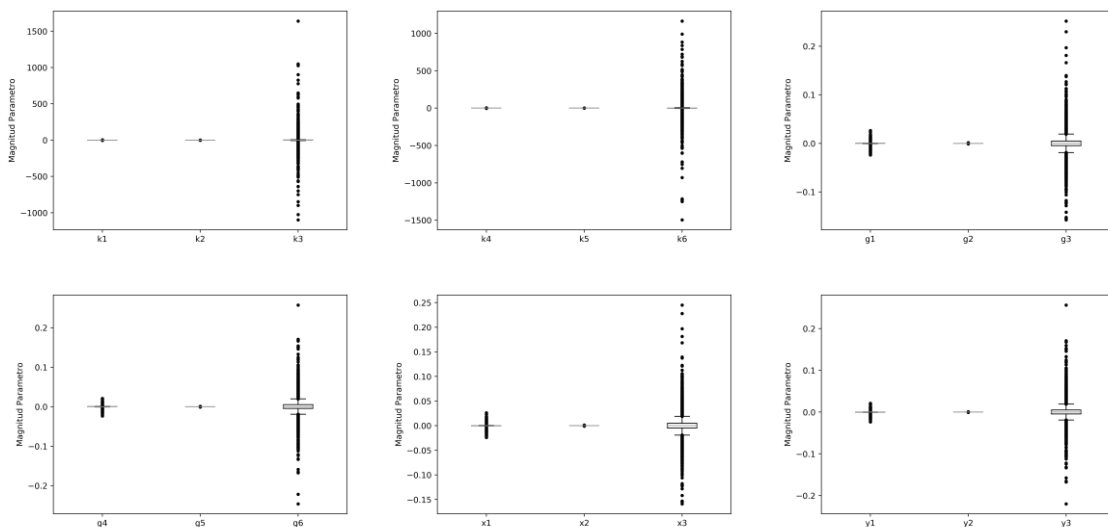 Magnitud Parametro
1500
1000
500
0
−500
−1000
k1 k2 k3
Magnitud Parametro
1000
500
0
−500
−1000
−1500
k4 k5 k6
Magnitud Parametro
0.2
0.1
0.0
−0.1
g1 g2 g3
Magnitud Parametro
0.2
0.1
0.0
−0.1
−0.2
g4 g5 g6
Magnitud Parametro
0.25
0.20
0.15
0.10
0.05
0.00
−0.05
−0.10
−0.15
x1 x2 x3
Magnitud Parametro
0.2
0.1
0.0
−0.1
−0.2
y1 y2 y3